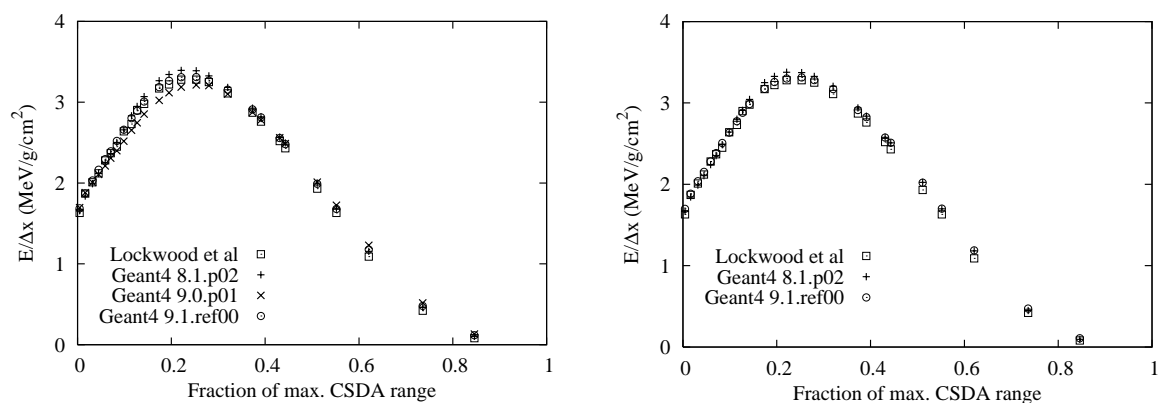 4
3
2
1
0
E/Δx (MeV/g/cm²)
Lockwood et al
Geant4 8.1.p02
Geant4 9.0.p01
Geant4 9.1.ref00
0 0.2 0.4 0.6 0.8 1
Fraction of max. CSDA range
4
3
2
1
0
E/Δx (MeV/g/cm²)
Lockwood et al
Geant4 8.1.p02
Geant4 9.1.ref00
0 0.2 0.4 0.6 0.8 1
Fraction of max. CSDA range